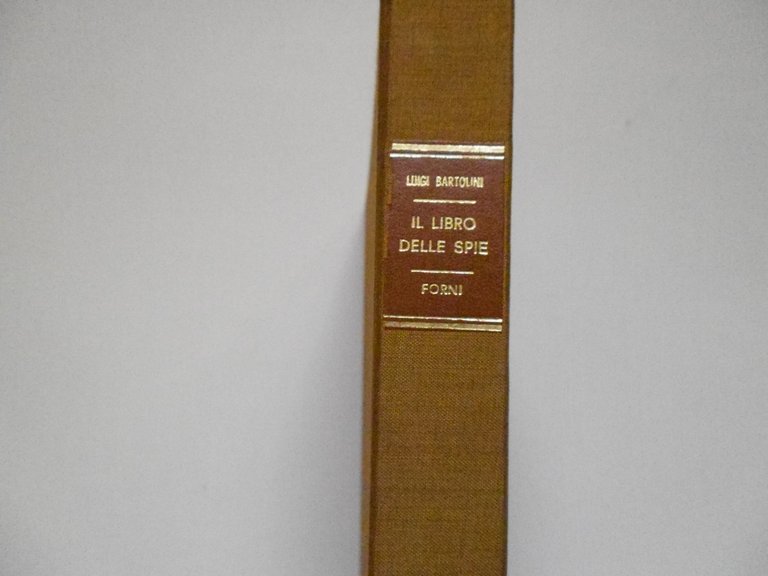 LUIGI BARTOLINI
IL LIBRO
DELLE SPIE
FORNI